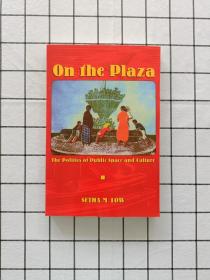 On the Plaza
The Politics of Public Space and Culture
SETHA M. LOW